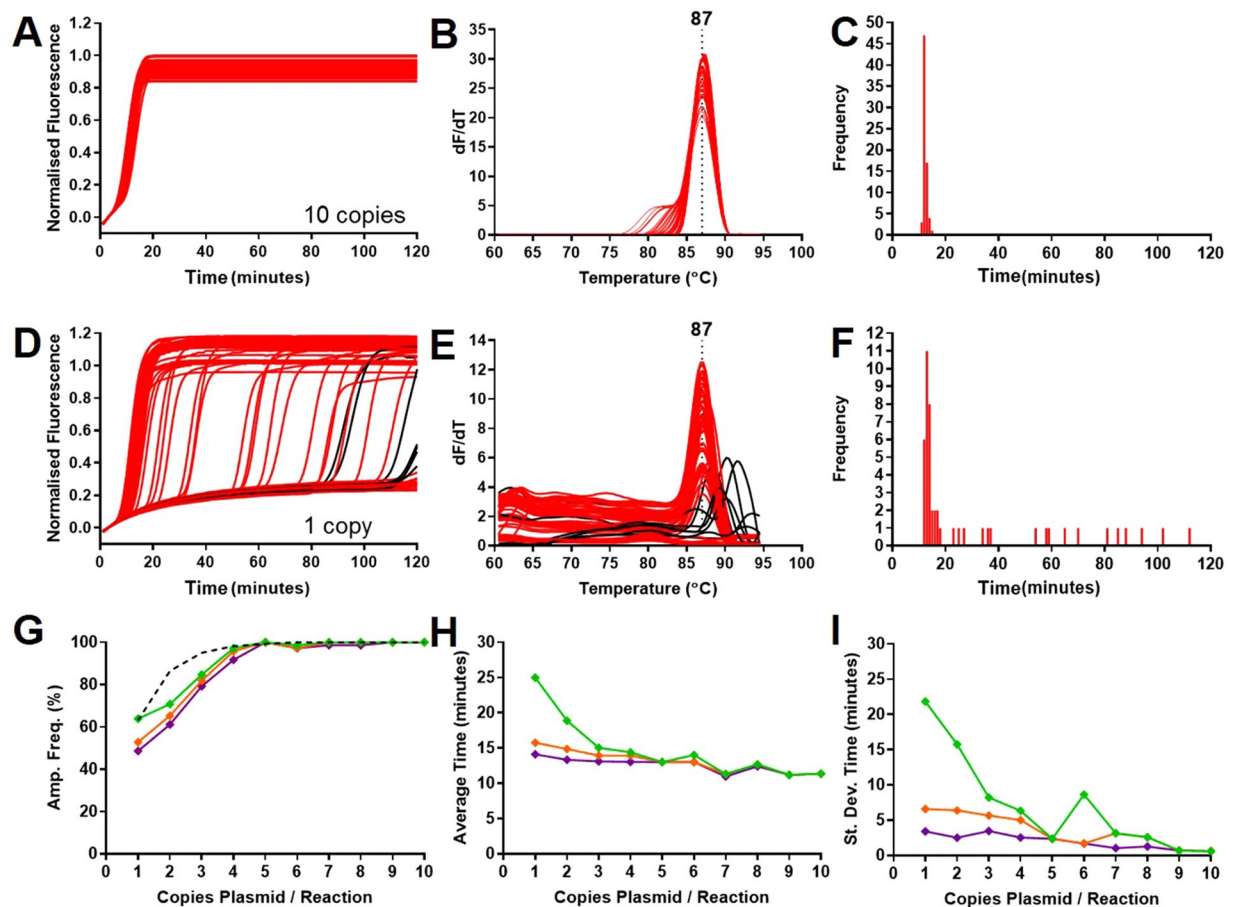 A
Normalised Fluorescence
1.2
1.0
0.8
0.6
0.4
0.2
0.0
10 copies
0 20 40 60 80 100 120
Time (minutes)
B
87
dF/dT
35
30
25
20
15
10
5
0
60 65 70 75 80 85 90 95 100
Temperature (°C)
C
Frequency
50
45
40
35
30
25
20
15
10
5
0
0 20 40 60 80 100 120
Time (minutes)
D
Normalised Fluorescence
1.2
1.0
0.8
0.6
0.4
0.2
0.0
1 copy
0 20 40 60 80 100 120
Time (minutes)
E
87
dF/dT
14
12
10
8
6
4
2
0
60 65 70 75 80 85 90 95 100
Temperature (°C)
F
Frequency
12
11
10
9
8
7
6
5
4
3
2
1
0
0 20 40 60 80 100 120
Time (minutes)
G
Amp. Freq. (%)
100
80
60
40
20
0
0 1 2 3 4 5 6 7 8 9 10
Copies Plasmid / Reaction
H
Average Time (minutes)
30
25
20
15
10
5
0
0 1 2 3 4 5 6 7 8 9 10
Copies Plasmid / Reaction
I
St. Dev. Time (minutes)
30
25
20
15
10
5
0
0 1 2 3 4 5 6 7 8 9 10
Copies Plasmid / Reaction